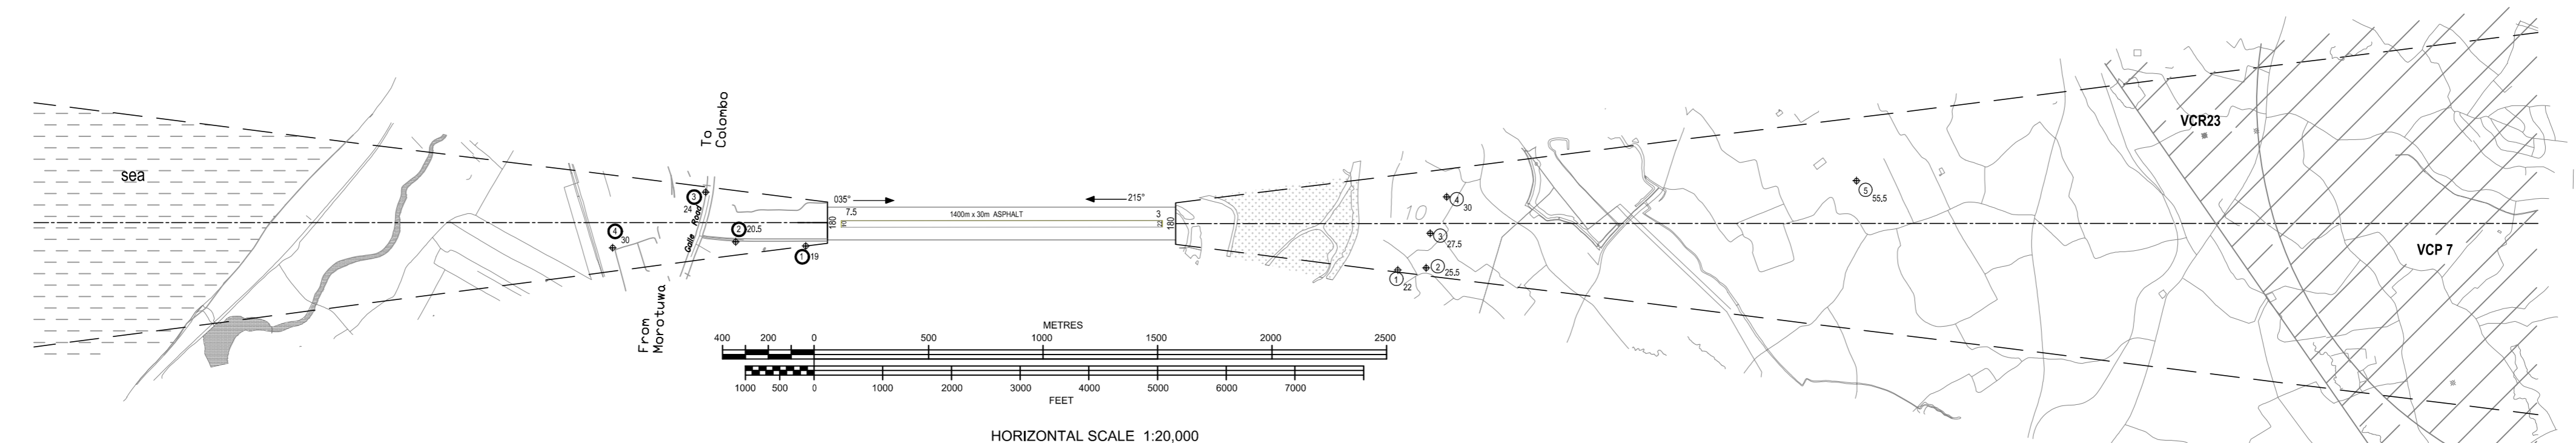 sea
To
Colombo
From
Morotuwa
Galle Road
4
30
3
24
2
20.5
1
19
180
035°
7.5
1400m x 30m ASPHALT
215°
3
22
180
1
22
2
25.5
3
27.5
4
30
10
5
55.5
VCR23
VCP 7
METRES
400 200 0 500 1000 1500 2000 2500
1000 500 0 1000 2000 3000 4000 5000 6000 7000
FEET
HORIZONTAL SCALE 1:20,000